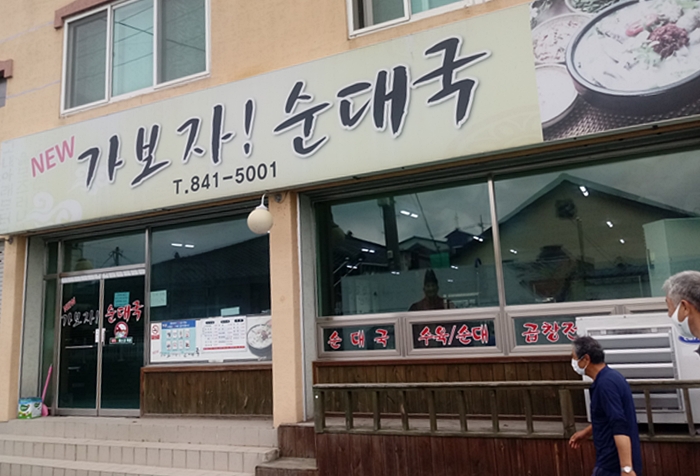 NEW
가보자! 순대국
T.841-5001
NEW
가보자! 순대국
순 대 국
수육/순대
곱창전